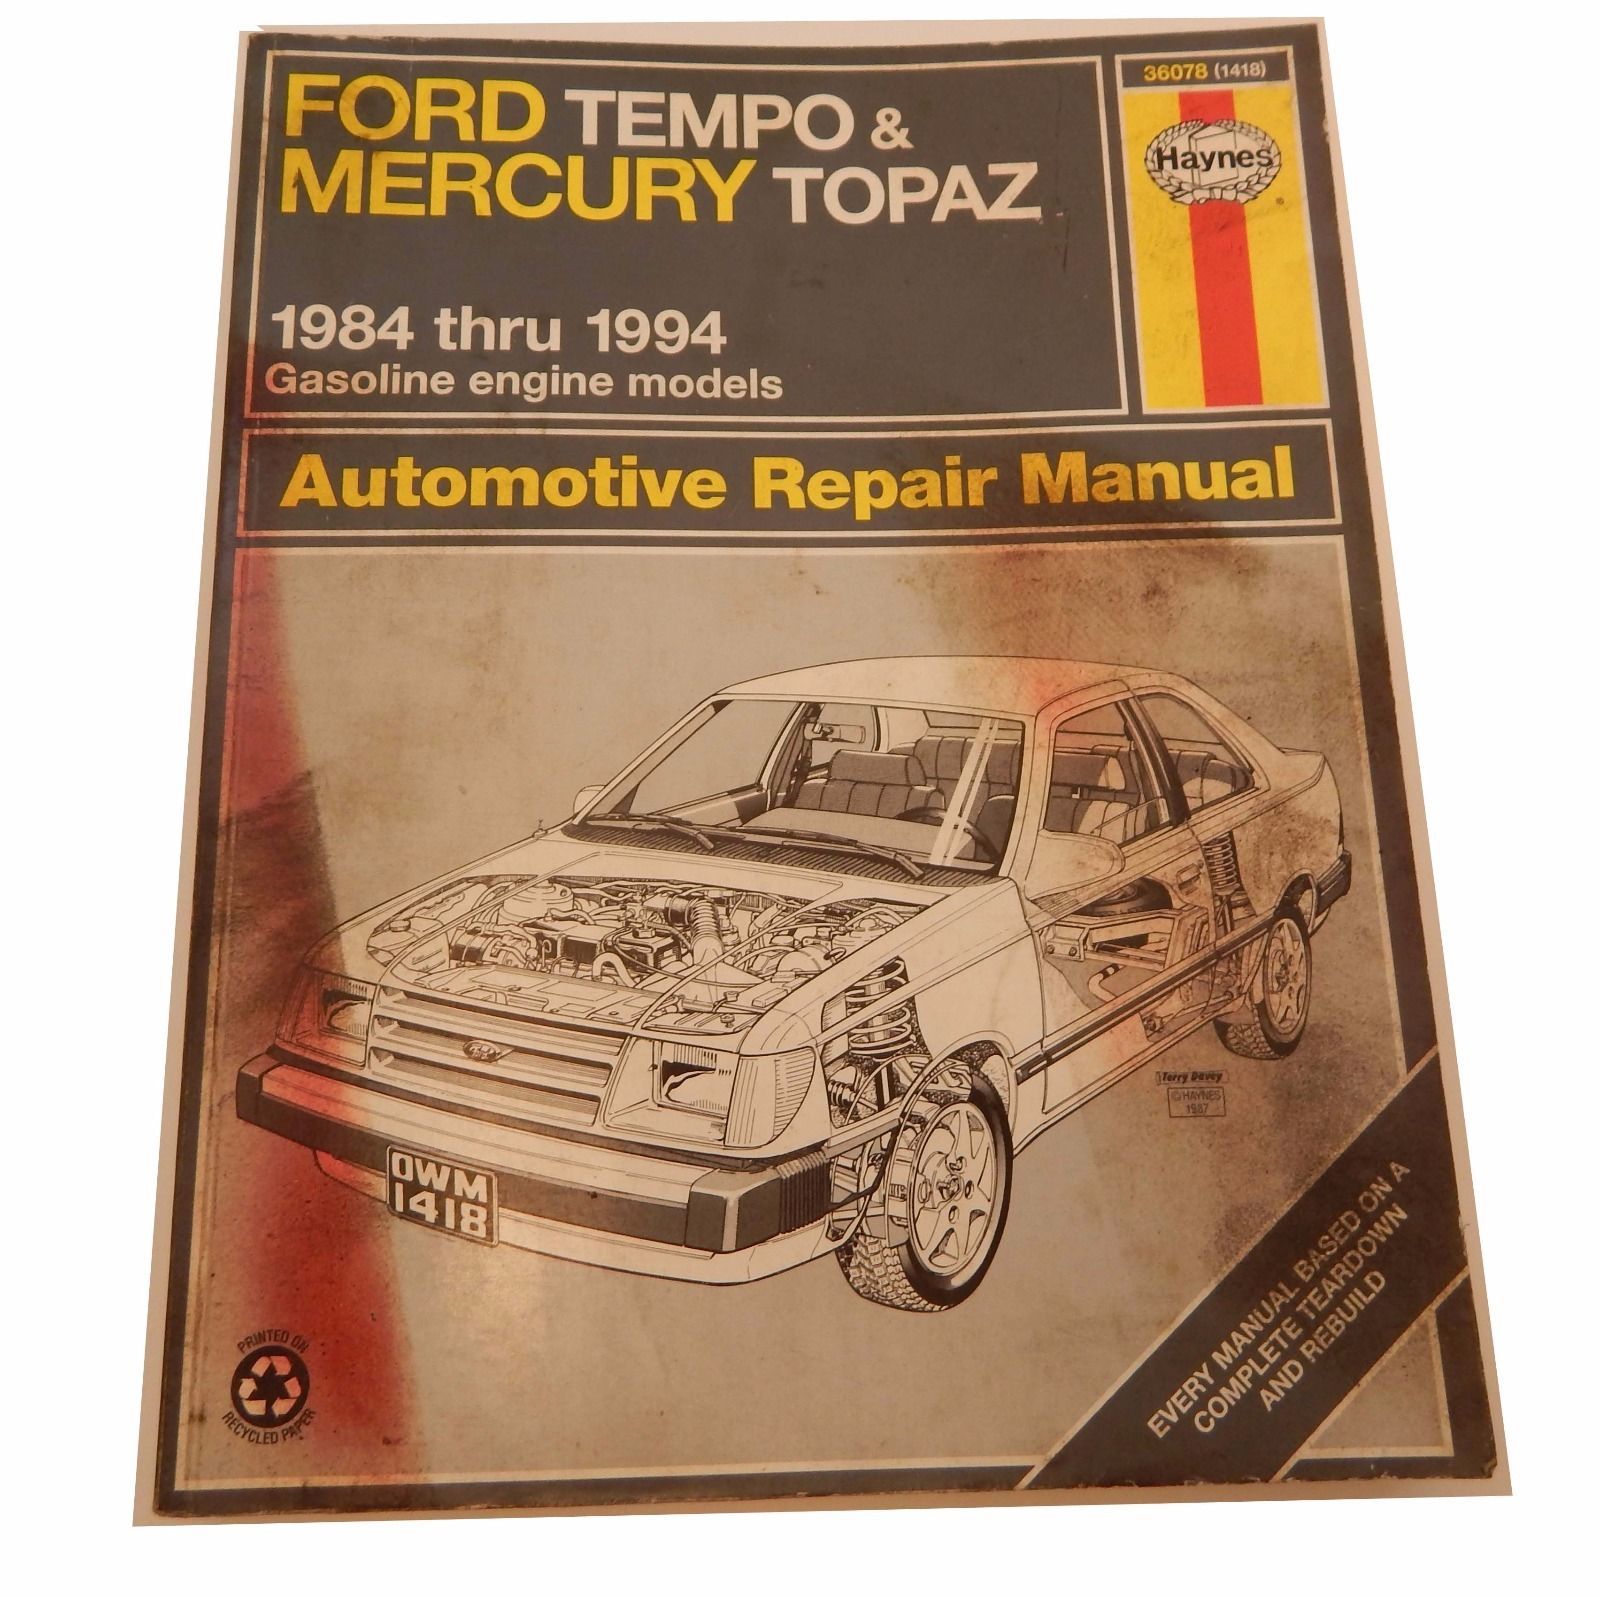 FORD TEMPO &
MERCURY TOPAZ
1984 thru 1994
Gasoline engine models
36078 (1418)
Haynes
®
Automotive Repair Manual
Terry Davey
© HAYNES
1987
OWM
1418
PRINTED ON
RECYCLED PAPER
EVERY MANUAL BASED ON A
COMPLETE TEARDOWN
AND REBUILD